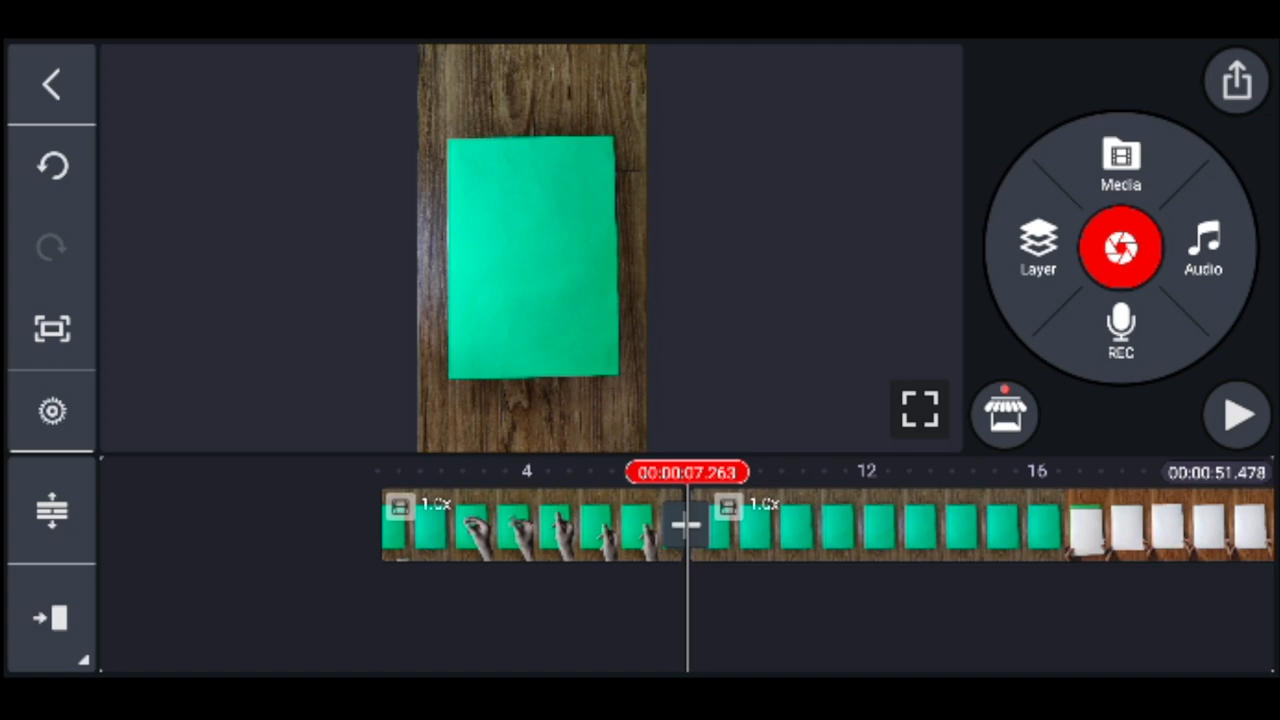 Media
Layer
Audio
REC
4
00:00:07.263
12
16
00:00:51.478
1.0x
1.0x